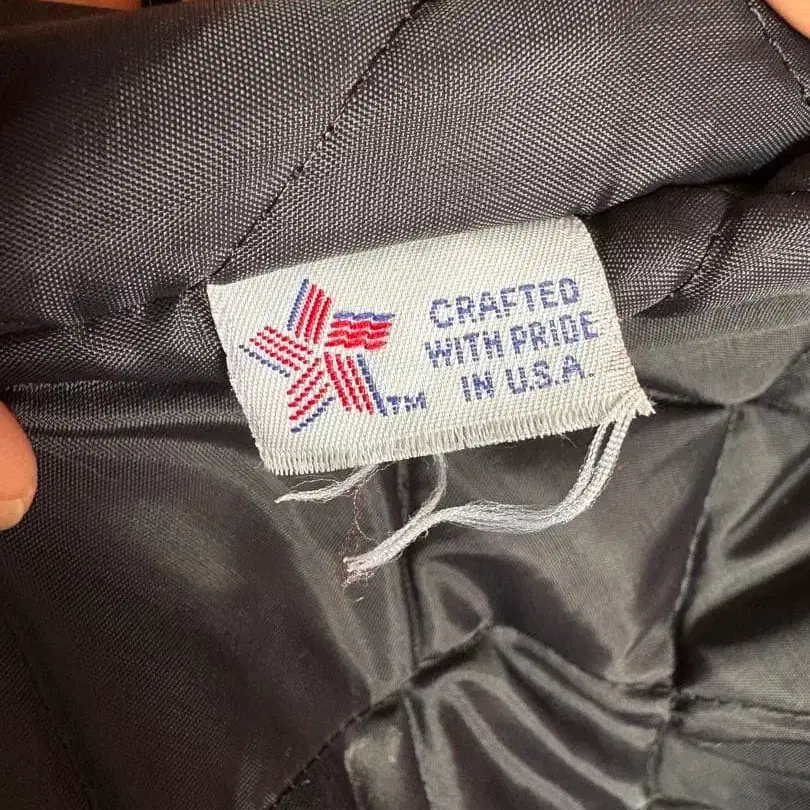 CRAFTED
WITH PRIDE
IN U.S.A.
TM